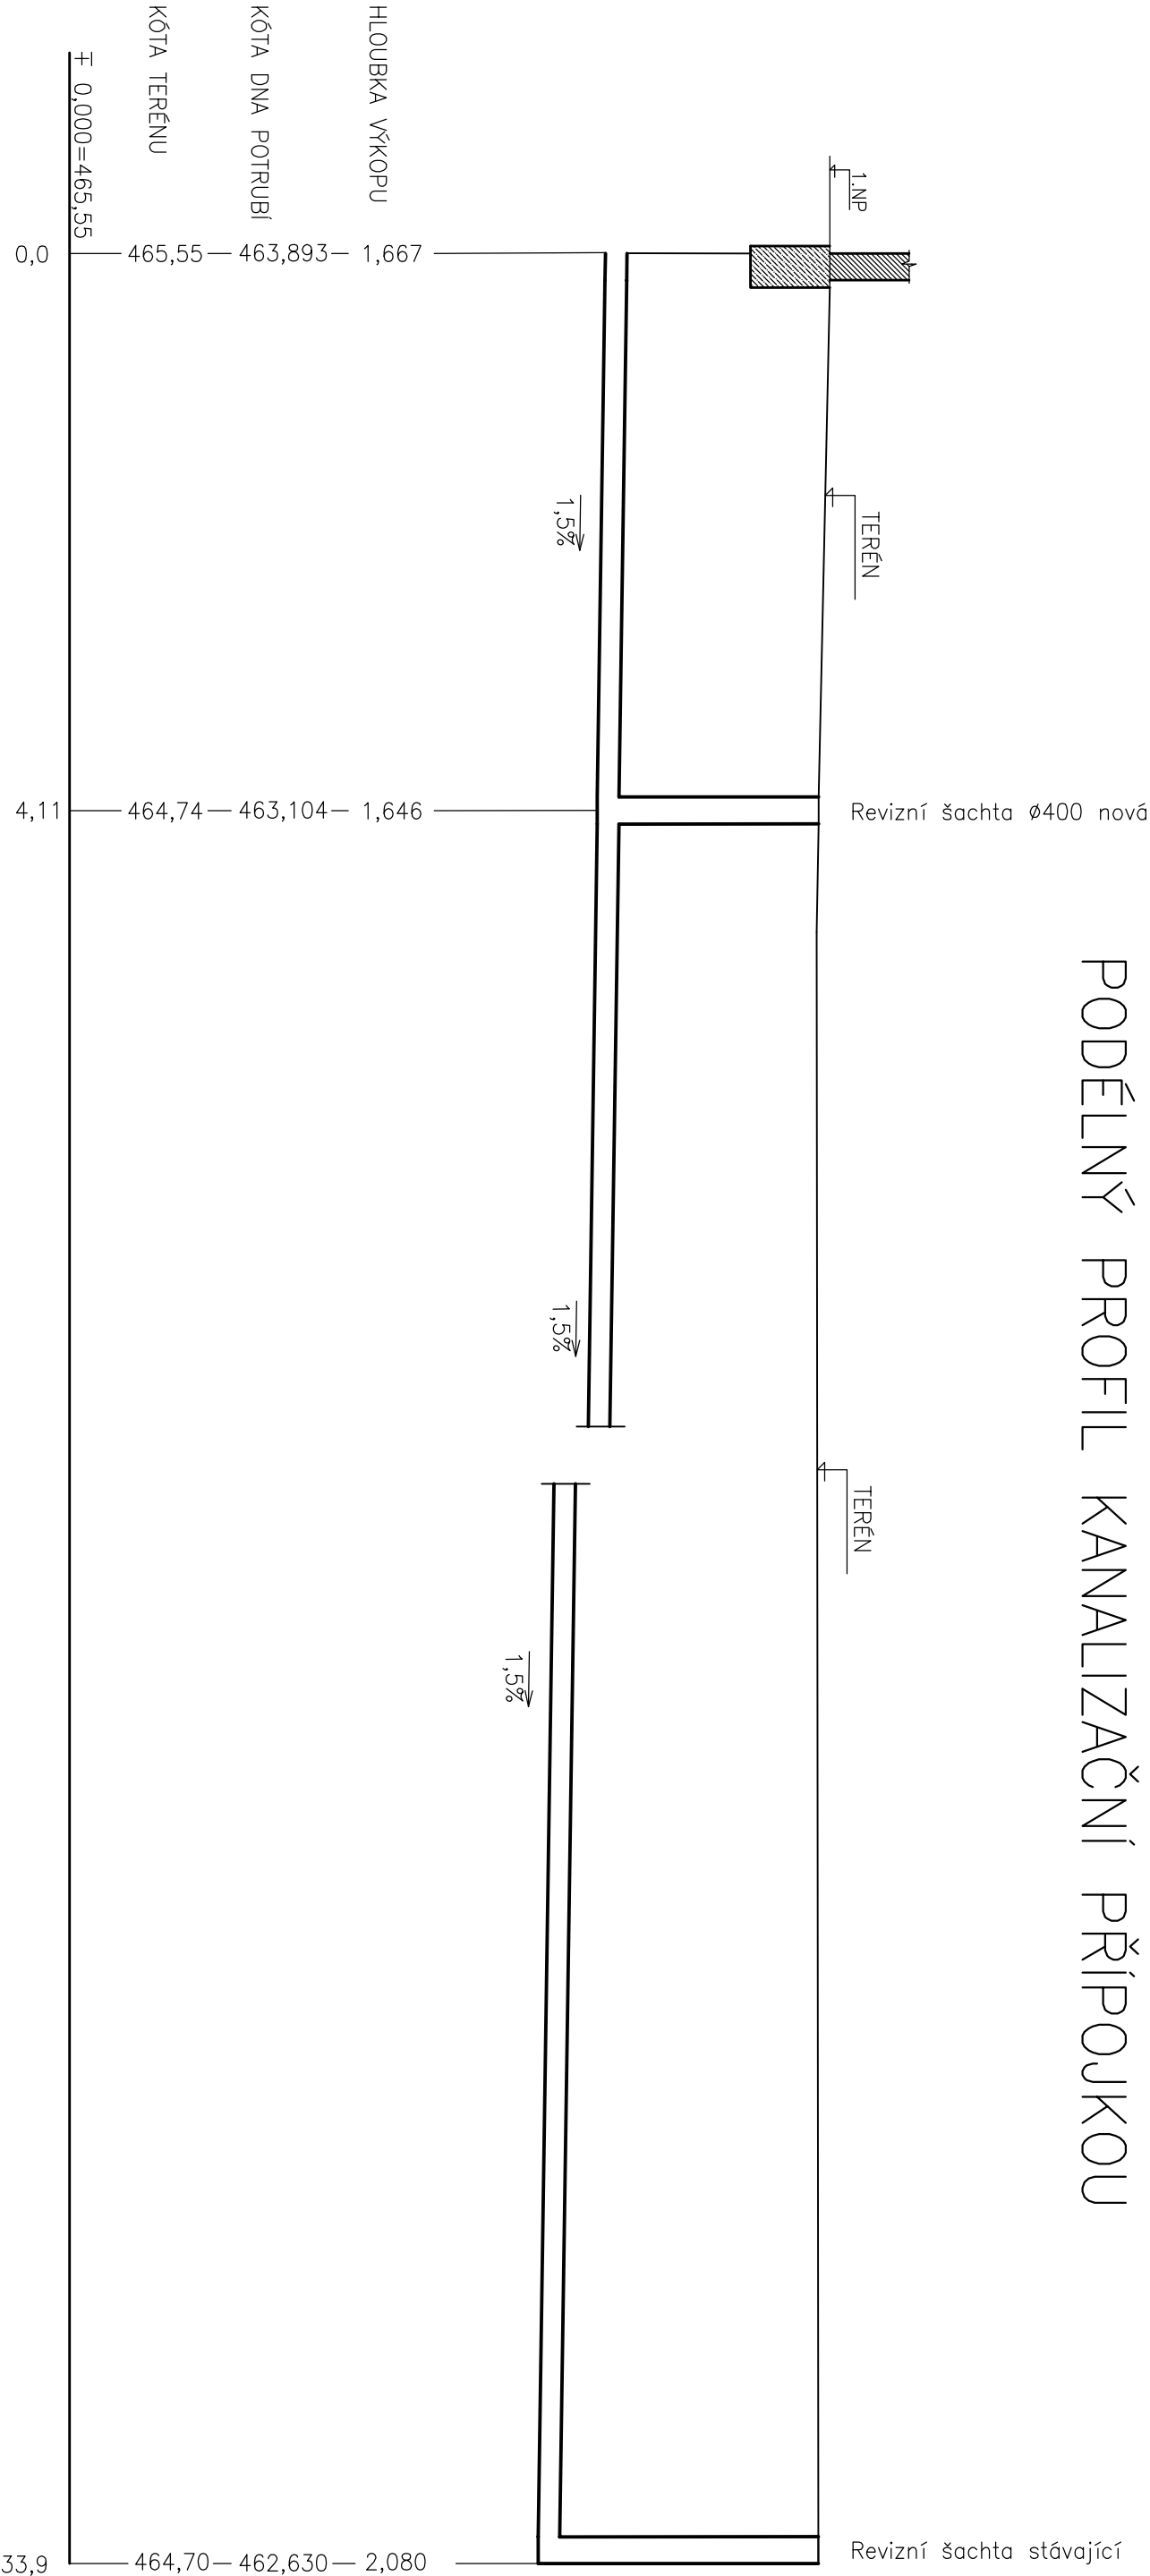 PODÉLNÝ PROFIL KANALIZAČNÍ PŘÍPOJKOU
1.NP
TERÉN
TERÉN
Revizní šachta ø400 nová
Revizní šachta stávající
1,5%
1,5%
1,5%
HLOUBKA VÝKOPU
KÓTA DNA POTRUBÍ
KÓTA TERÉNU
∓ 0,000=465,55
0,0 465,55 463,893 1,667
4,11 464,74 463,104 1,646
33,9 464,70 462,630 2,080